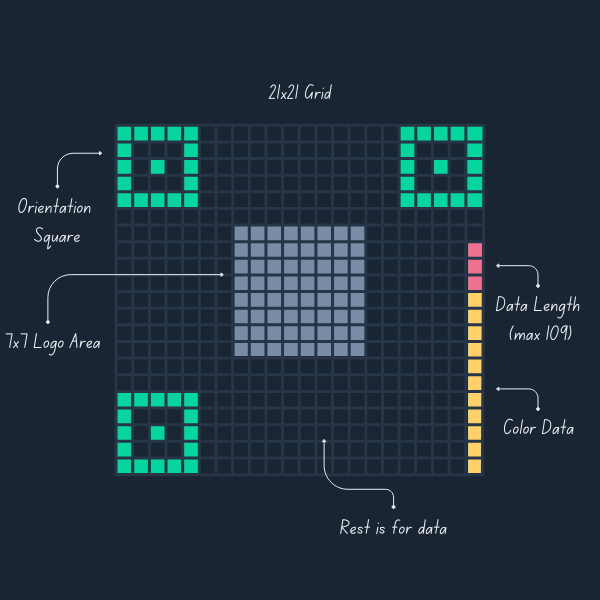 21x21 Grid
Orientation
Square
7x7 Logo Area
Data Length
(max 109)
Color Data
Rest is for data